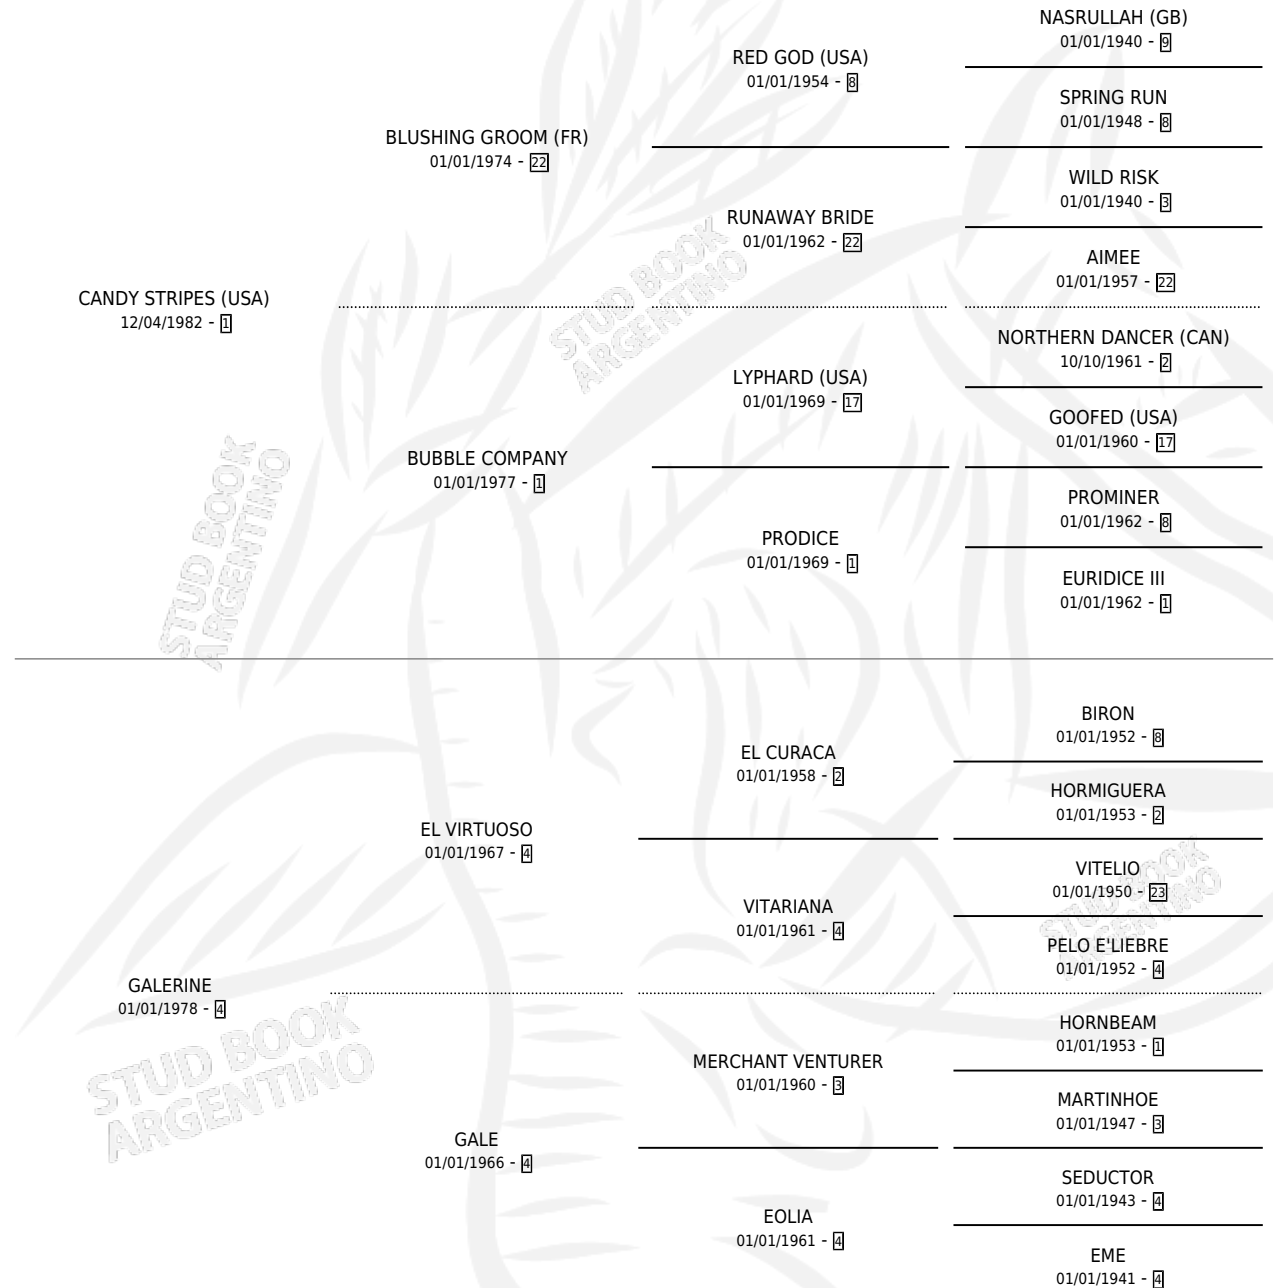 NASRULLAH (GB)
01/01/1940 - 9
RED GOD (USA)
01/01/1954 - 8
SPRING RUN
01/01/1948 - 8
BLUSHING GROOM (FR)
01/01/1974 - 22
WILD RISK
01/01/1940 - 3
RUNAWAY BRIDE
01/01/1962 - 22
AIMEE
01/01/1957 - 22
CANDY STRIPES (USA)
12/04/1982 - 1
NORTHERN DANCER (CAN)
10/10/1961 - 2
LYPHARD (USA)
01/01/1969 - 17
GOOFED (USA)
01/01/1960 - 17
BUBBLE COMPANY
01/01/1977 - 1
PROMINER
01/01/1962 - 8
PRODICE
01/01/1969 - 1
EURIDICE III
01/01/1962 - 1
STUD BOOK
ARGENTINO
STUD BOOK
ARGENTINO
BIRON
01/01/1952 - 8
EL CURACA
01/01/1958 - 2
HORMIGUERA
01/01/1953 - 2
EL VIRTUOSO
01/01/1967 - 4
VITELIO
01/01/1950 - 23
VITARIANA
01/01/1961 - 4
PELO E'LIEBRE
01/01/1952 - 4
STUD BOOK
ARGENTINO
GALERINE
01/01/1978 - 4
HORNBEAM
01/01/1953 - 1
MERCHANT VENTURER
01/01/1960 - 3
MARTINHOE
01/01/1947 - 3
GALE
01/01/1966 - 4
SEDUCTOR
01/01/1943 - 4
EOLIA
01/01/1961 - 4
EME
01/01/1941 - 4
STUD BOOK
ARGENTINO